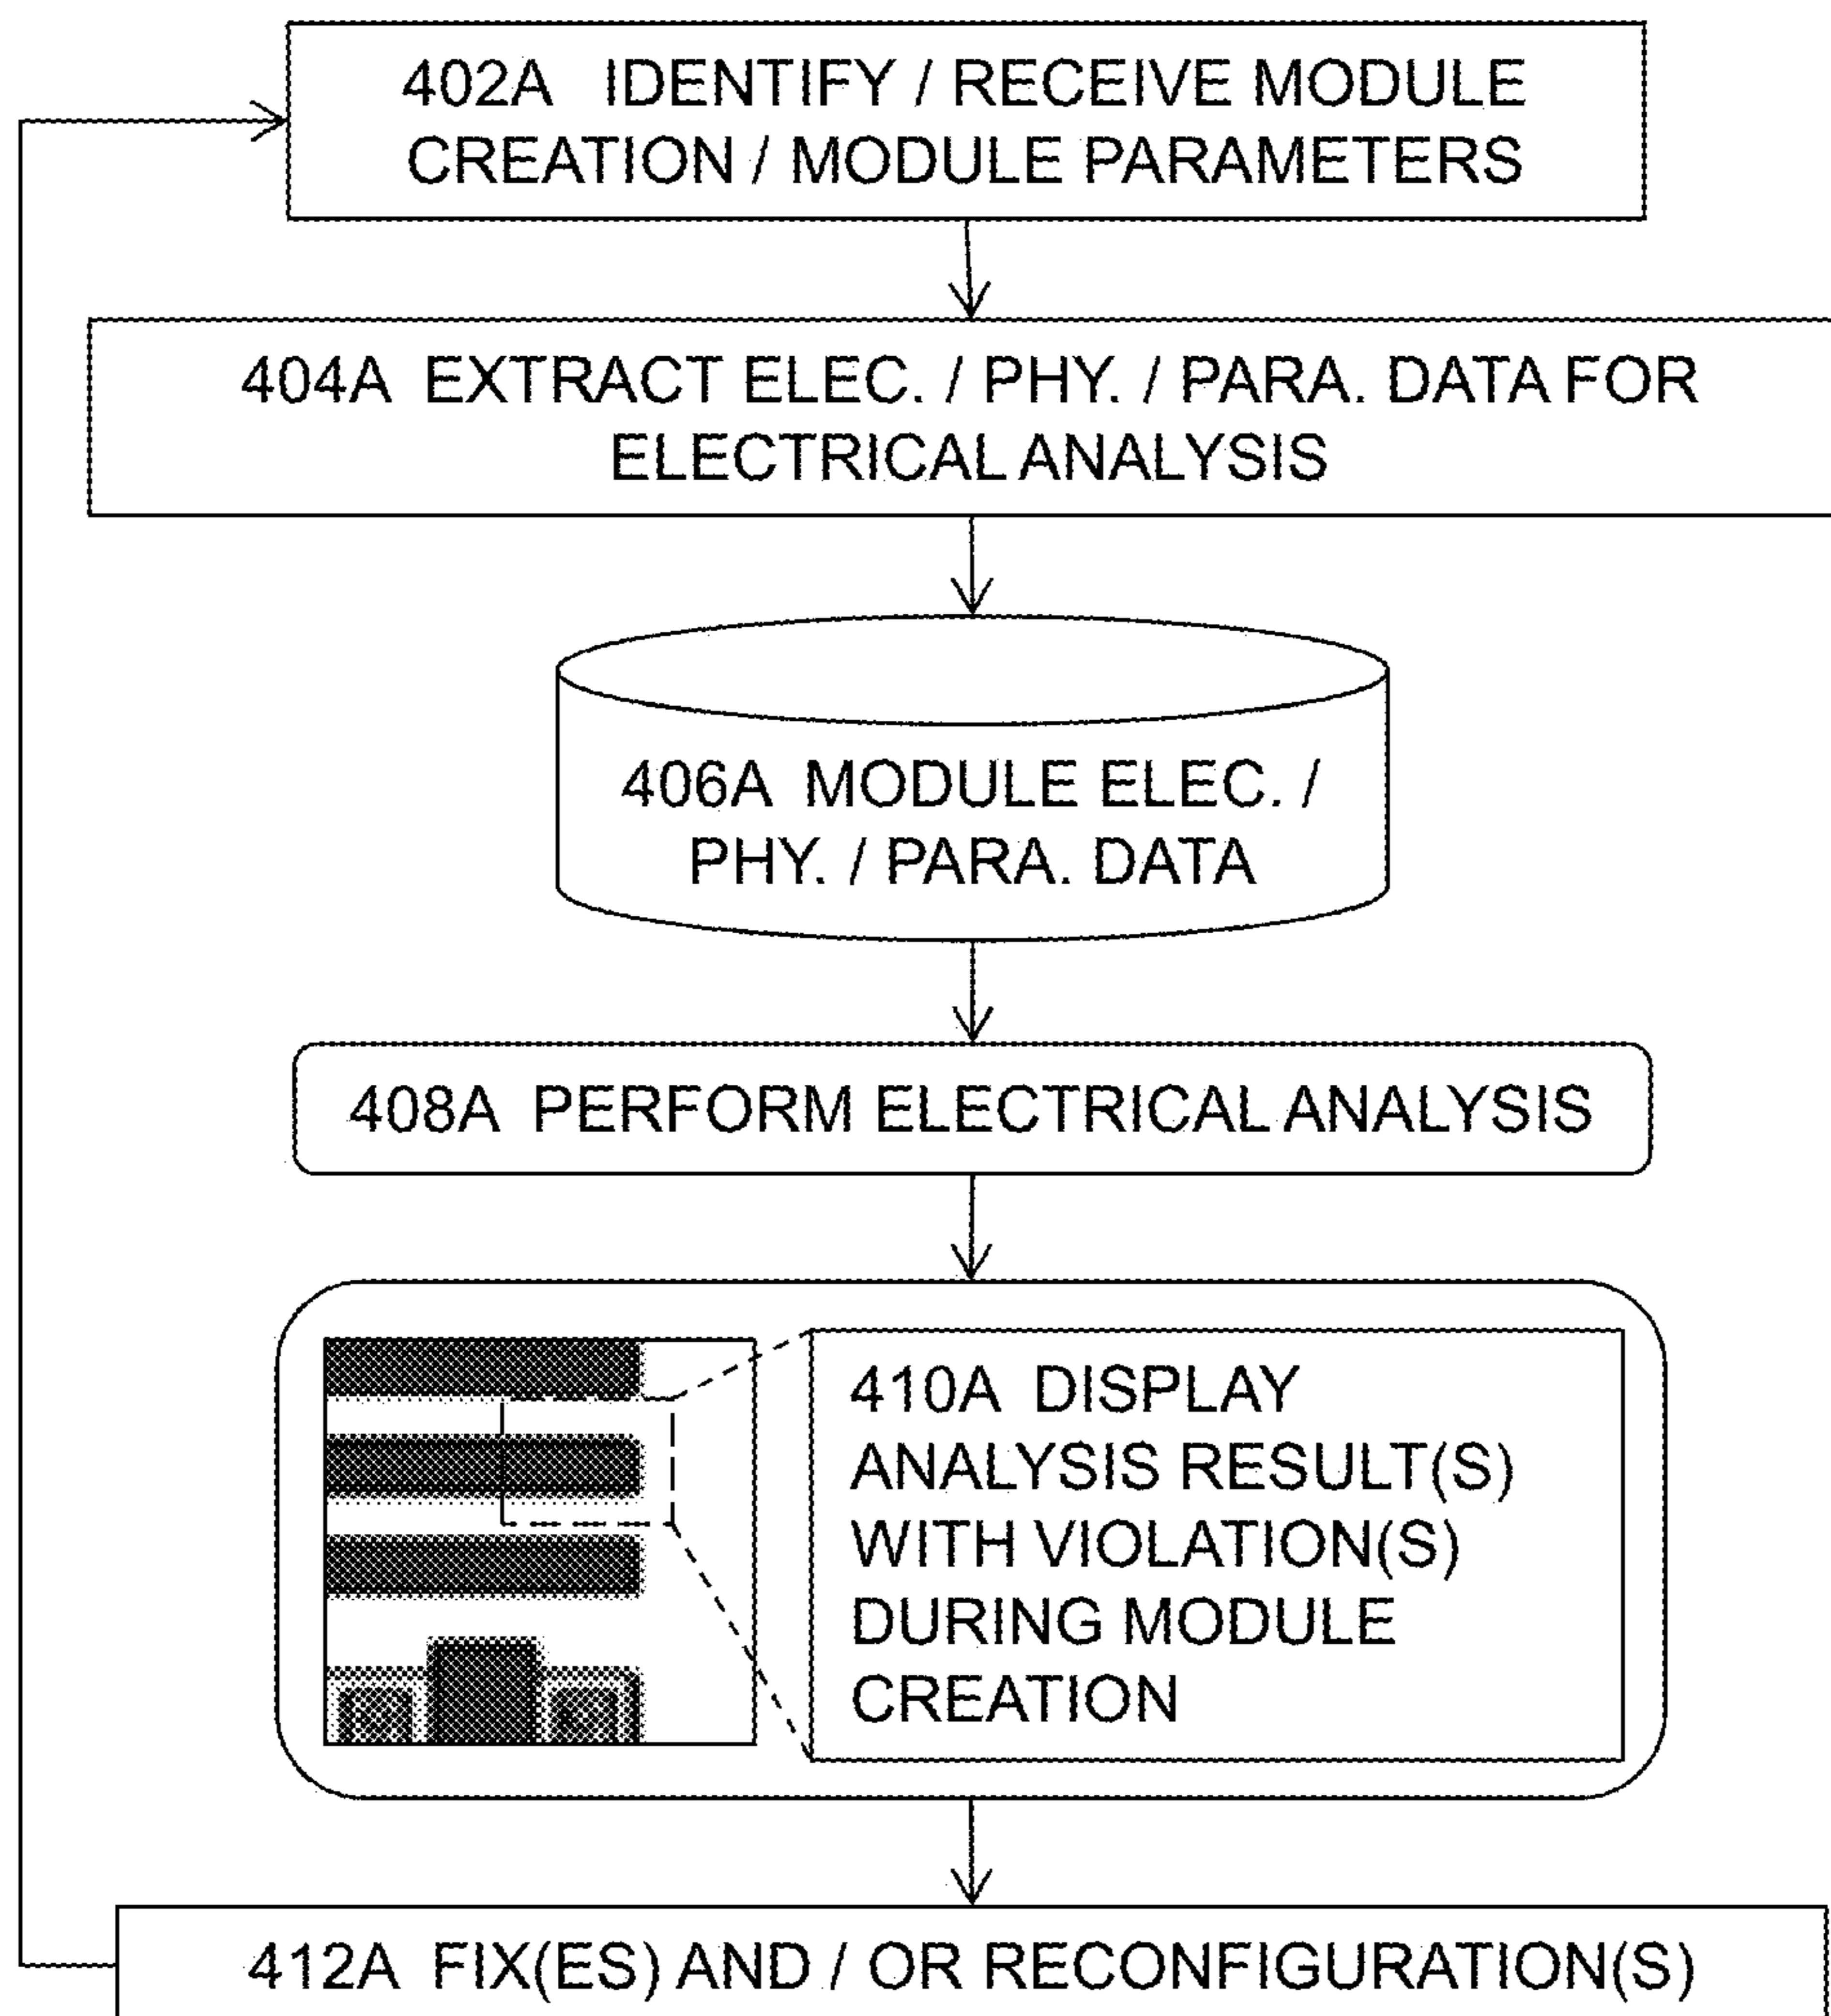 402A IDENTIFY / RECEIVE MODULE
CREATION / MODULE PARAMETERS
404A EXTRACT ELEC. / PHY. / PARA. DATA FOR
ELECTRICAL ANALYSIS
406A MODULE ELEC. /
PHY. / PARA. DATA
408A PERFORM ELECTRICAL ANALYSIS
410A DISPLAY
ANALYSIS RESULT(S)
WITH VIOLATION(S)
DURING MODULE
CREATION
412A FIX(ES) AND / OR RECONFIGURATION(S)